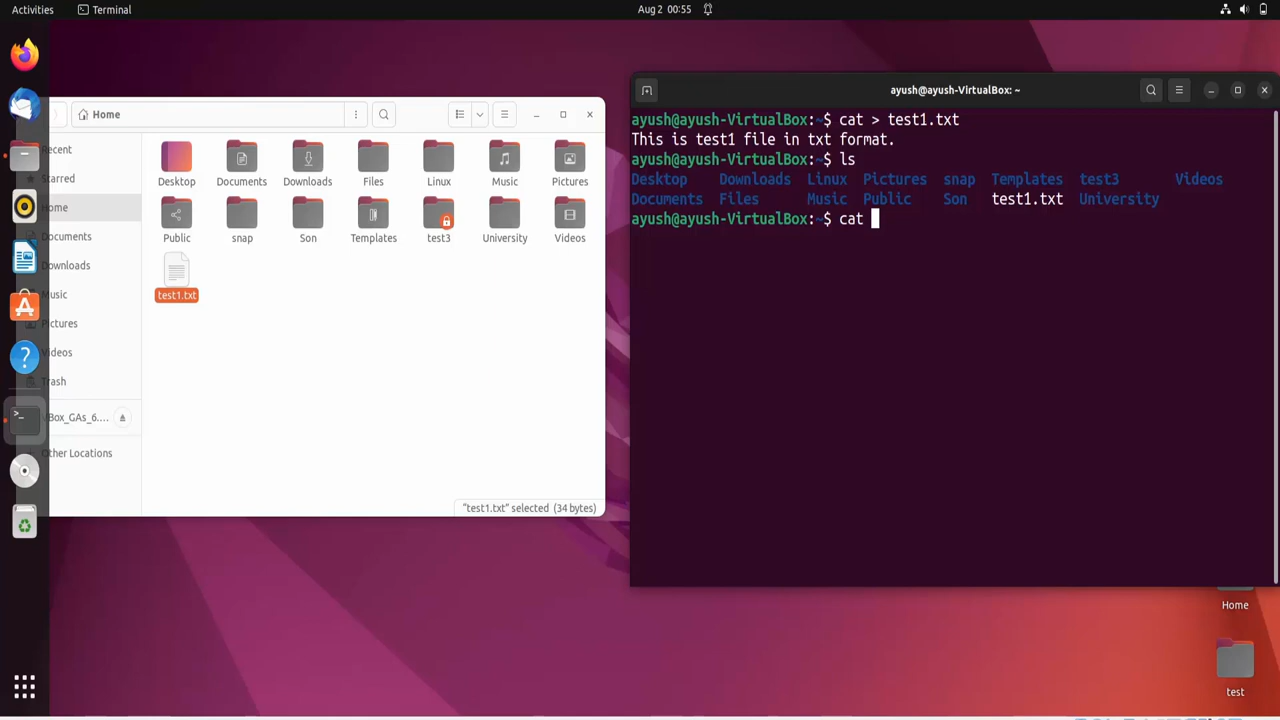 Activities
Terminal
Aug 2 00:55
Home
Recent
Starred
Home
Documents
Downloads
Music
Pictures
Videos
Trash
VBox_GAs_6....
Other Locations
Desktop Documents Downloads Files Linux Music Pictures
Public snap Son Templates test3 University Videos
test1.txt
"test1.txt" selected (34 bytes)
ayush@ayush-VirtualBox: ~
ayush@ayush-VirtualBox:~$ cat > test1.txt
This is test1 file in txt format.
ayush@ayush-VirtualBox:~$ ls
Desktop Downloads Linux Pictures snap Templates test3 Videos
Documents Files Music Public Son test1.txt University
ayush@ayush-VirtualBox:~$ cat
Home
test